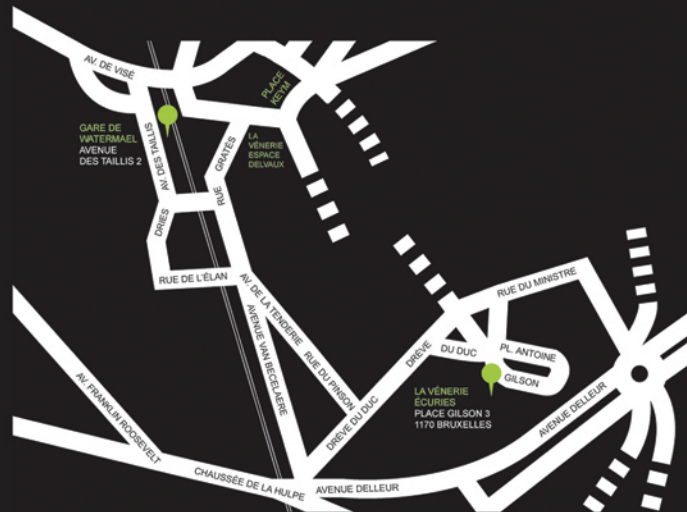 AV. DE VISÉ
PLACE
KEYM
GARE DE
WATERMAEL
AVENUE
DES TAILLIS 2
AV. DES TAILLIS
LA
VÉNERIE
ESPACE
DELVAUX
RUE
GRATÈS
DRIES
RUE DE L'ÉLAN
AV. DE LA TENDERIE
RUE DU PINSON
AVENUE VAN BECELAERE
RUE DU MINISTRE
DRÈVE
DU DUC
PL. ANTOINE
GILSON
LA VÉNERIE
ÉCURIES
PLACE GILSON 3
1170 BRUXELLES
DRÈVE DU DUC
AVENUE DELLEUR
AV. FRANKLIN ROOSEVELT
CHAUSSÉE DE LA HULPE
AVENUE DELLEUR